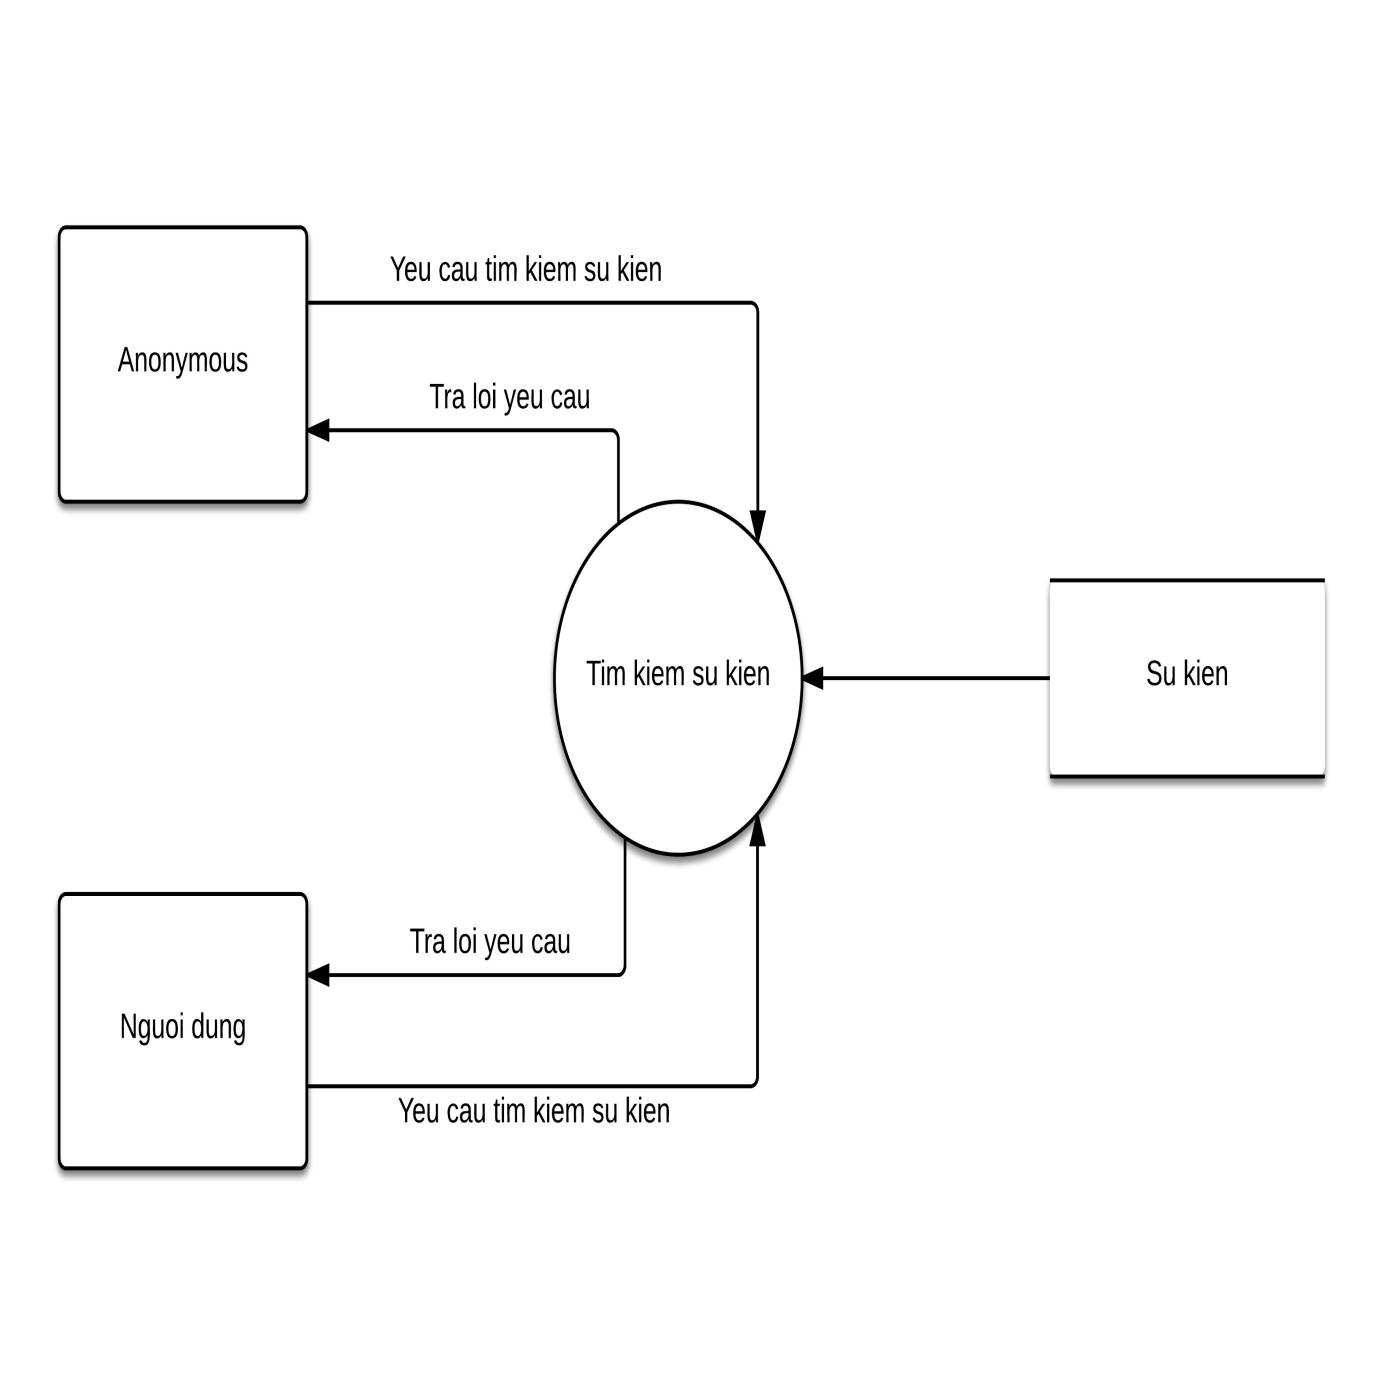 Yeu cau tim kiem su kien
Anonymous
Tra loi yeu cau
Tim kiem su kien
Su kien
Tra loi yeu cau
Nguoi dung
Yeu cau tim kiem su kien